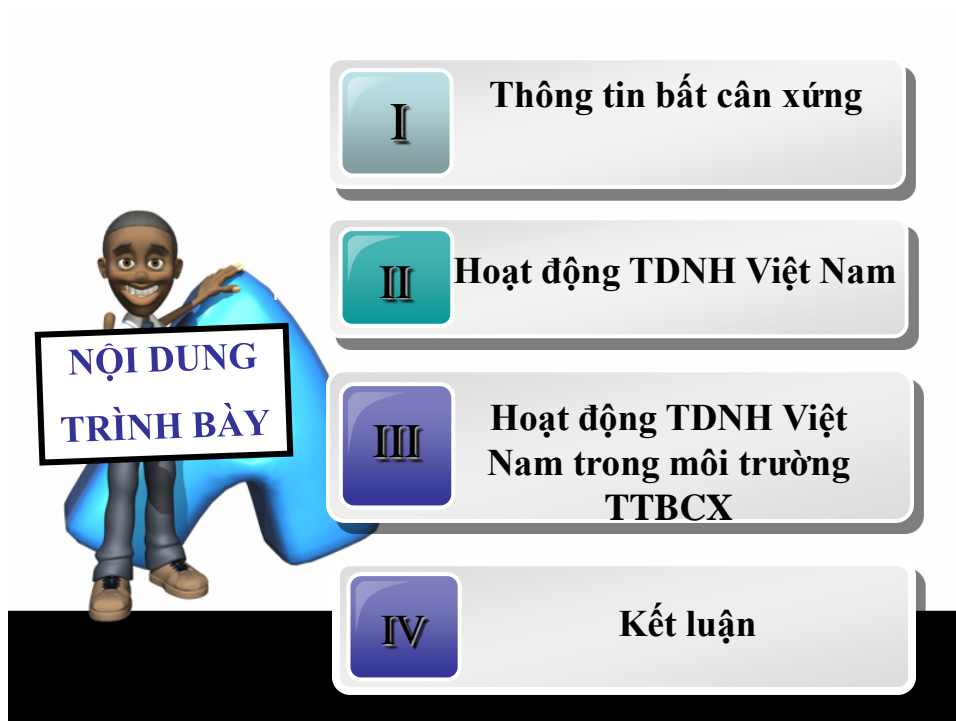 NỘI DUNG
TRÌNH BÀY
I
Thông tin bất cân xứng
II
Hoạt động TDNH Việt Nam
III
Hoạt động TDNH Việt
Nam trong môi trường
TTBCX
IV
Kết luận